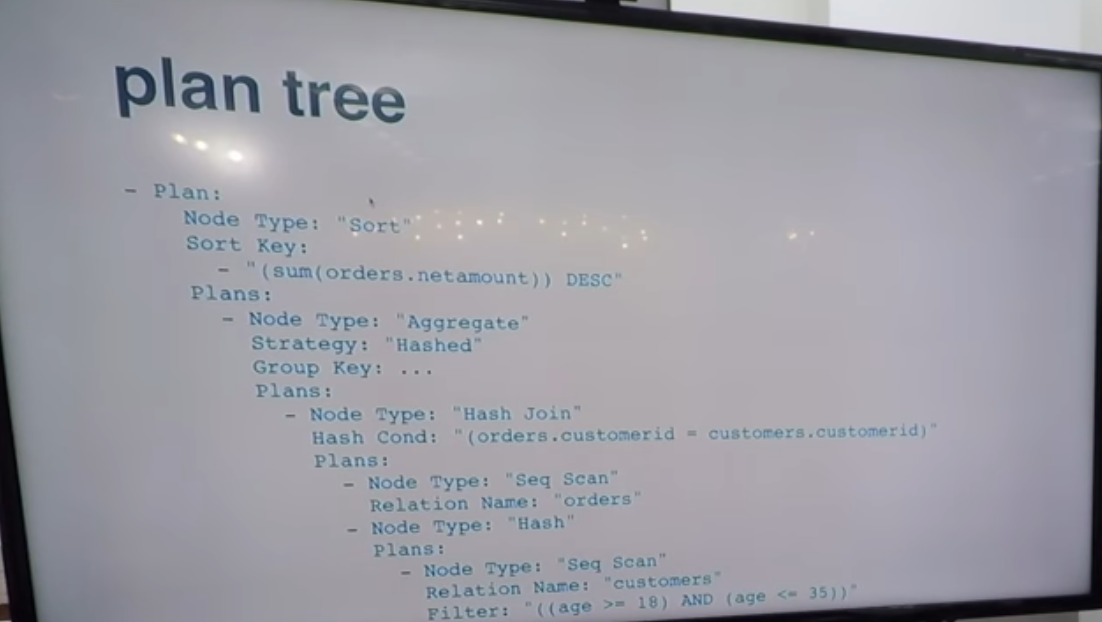 plan tree
- Plan:
Node Type: "Sort"
Sort Key:
- "(sum(orders.netamount)) DESC"
Plans:
- Node Type: "Aggregate"
Strategy: "Hashed"
Group Key: ...
Plans:
- Node Type: "Hash Join"
Hash Cond: "(orders.customerid = customers.customerid)"
Plans:
- Node Type: "Seq Scan"
Relation Name: "orders"
- Node Type: "Hash"
Plans:
- Node Type: "Seq Scan"
Relation Name: "customers"
Filter: "((age >= 18) AND (age <= 35))"